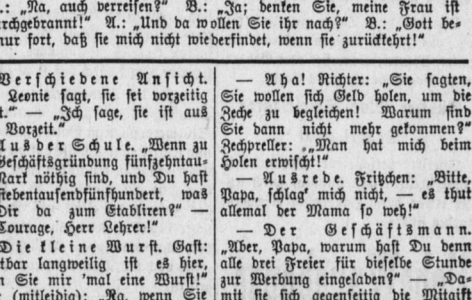 .: „Na, auch verreisen?“ B.: „Ja; denken Sie, meine Frau ist
rchgebrannt!“ A.: „Und da wollen Sie ihr nach?“ B.: „Gott be-
nur fort, daß sie mich nicht wiederfindet, wenn sie zurückkehrt!“
Verschiedene Ansicht.
Leonie sagt, sie sei vorzeitig
t.“ — „Ich sage, sie ist aus
Vorzeit.“
Aus der Schule. „Wenn zu
Geschäftsgründung fünfzehntau-
Mark nöthig sind, und Du hast
siebentausendfünfhundert, was
Dir da zum Etabliren?“ —
Courage, Herr Lehrer!“
Die kleine Wurst. Gast:
tbar langweilig ist es hier,
n Sie mir 'mal eine Wurst!“
(mitleidig): „Na, wenn Sie
— Aha! Richter: „Sie sagten,
Sie wollen sich Geld holen, um die
Zeche zu begleichen! Warum sind
Sie dann nicht mehr gekommen?“
Zechpreller: „Man hat mich beim
Holen erwischt!“
— Ausrede. Fritzchen: „Bitte,
Papa, schlag' mich nicht, — es thut
allemal der Mama so weh!“
— Der Geschäftsmann.
„Aber, Papa, warum hast Du denn
alle drei Freier für dieselbe Stunde
zur Werbung eingeladen?“ — „Da-
mit sie sich gegenseitig die Mitgift